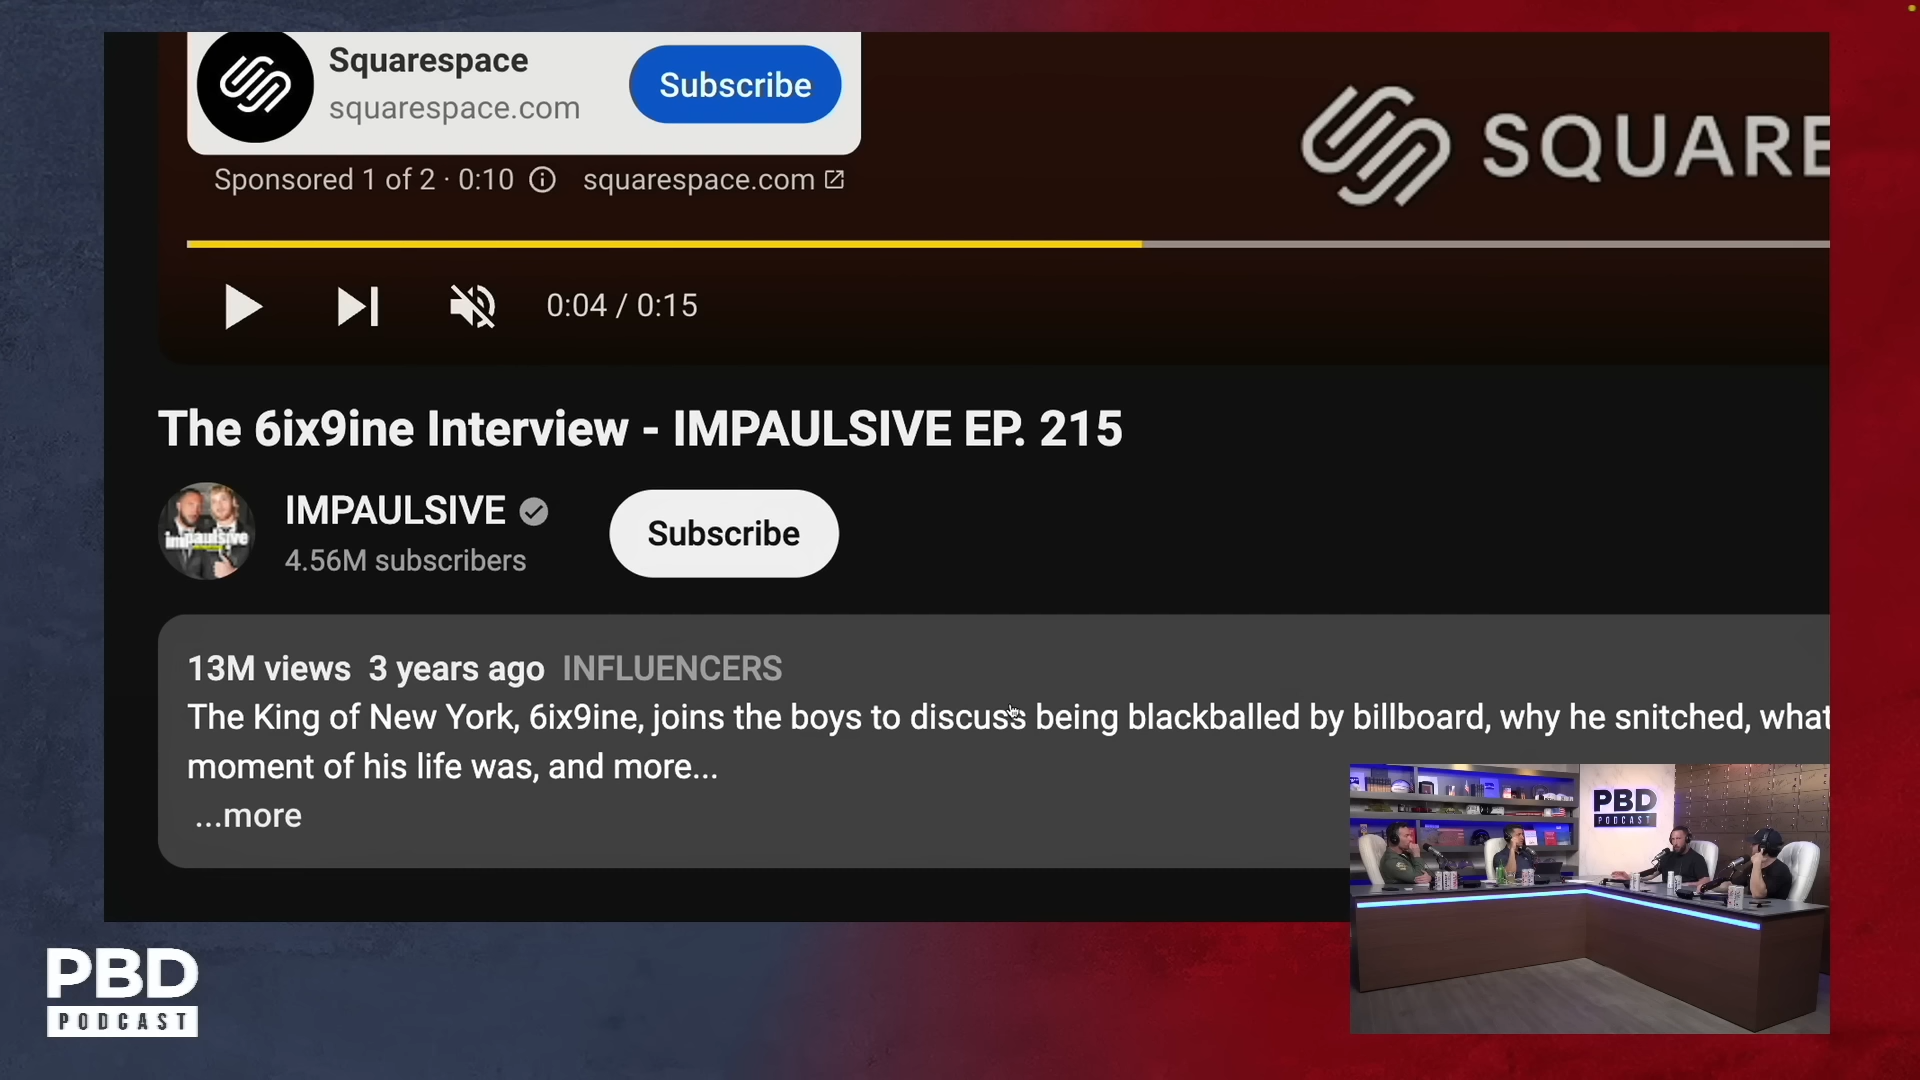 Squarespace
squarespace.com
Subscribe
SQUARE
Sponsored 1 of 2 · 0:10
squarespace.com
0:04 / 0:15
The 6ix9ine Interview - IMPAULSIVE EP. 215
impaulsive
IMPAULSIVE
4.56M subscribers
Subscribe
13M views 3 years ago INFLUENCERS
The King of New York, 6ix9ine, joins the boys to discuss being blackballed by billboard, why he snitched, what
moment of his life was, and more...
...more
PBD
PODCAST
PBD
PODCAST